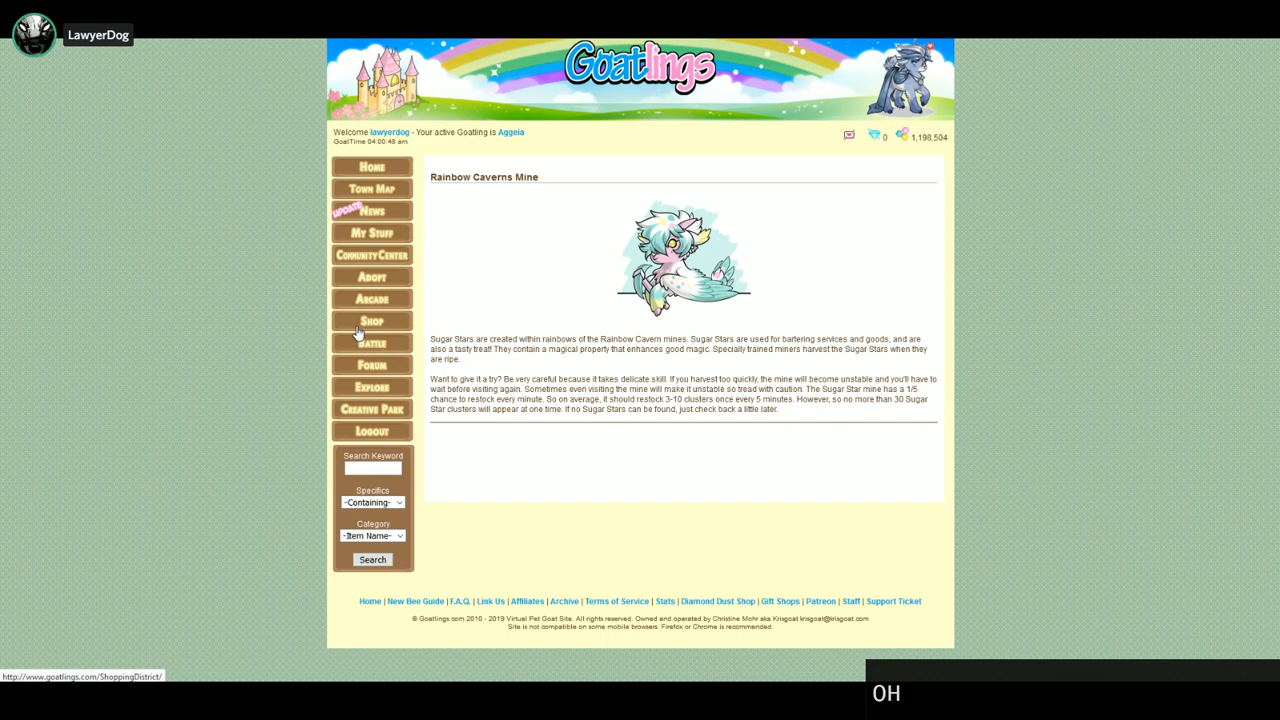 LawyerDog
Goatlings
Welcome lawyerdog - Your active Goatling is Aggeia
GoatTime 04:00:48 am
0
1,198,504
Home
Town Map
UPDATE News
My Stuff
Community Center
Adopt
Arcade
Shop
Battle
Forum
Explore
Creative Park
Logout
Search Keyword
Specifics
-Containing-
Category
-Item Name-
Search
Rainbow Caverns Mine
Sugar Stars are created within rainbows of the Rainbow Cavern mines. Sugar Stars are used for bartering services and goods, and are
also a tasty treat! They contain a magical property that enhances good magic. Specially trained miners harvest the Sugar Stars when they
are ripe.
Want to give it a try? Be very careful because it takes delicate skill. If you harvest too quickly, the mine will become unstable and you'll have to
wait before visiting again. Sometimes even visiting the mine will make it unstable so tread with caution. The Sugar Star mine has a 1/5
chance to restock every minute. So on average, it should restock 3-10 clusters once every 5 minutes. However, so no more than 30 Sugar
Star clusters will appear at one time. If no Sugar Stars can be found, just check back a little later.
Home | New Bee Guide | F.A.Q. | Link Us | Affiliates | Archive | Terms of Service | Stats | Diamond Dust Shop | Gift Shops | Patreon | Staff | Support Ticket
© Goatlings.com 2010 - 2019 Virtual Pet Goat Site. All rights reserved. Owned and operated by Christine Mohr aka Krisgoat krisgoat@krisgoat.com
Site is not compatible on some mobile browsers. Firefox or Chrome is recommended.
http://www.goatlings.com/ShoppingDistrict/
OH